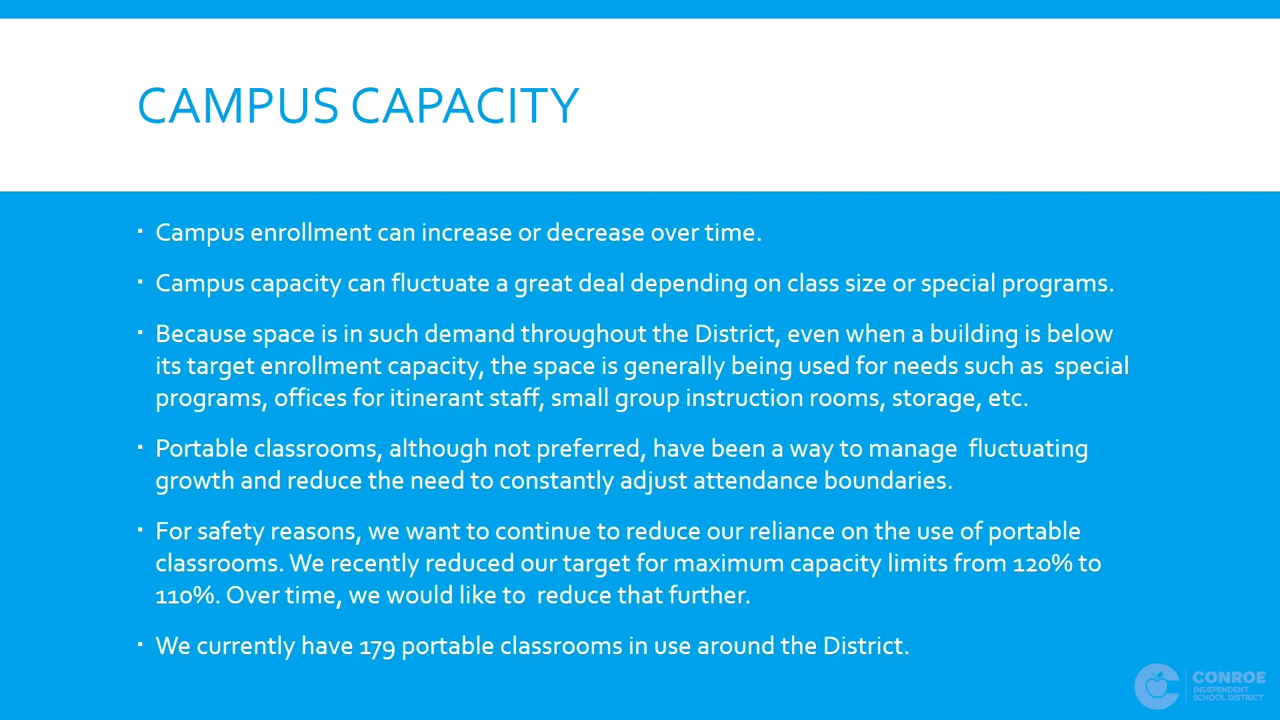 CAMPUS CAPACITY
▪ Campus enrollment can increase or decrease over time.
▪ Campus capacity can fluctuate a great deal depending on class size or special programs.
▪ Because space is in such demand throughout the District, even when a building is below
its target enrollment capacity, the space is generally being used for needs such as  special
programs, offices for itinerant staff, small group instruction rooms, storage, etc.
▪ Portable classrooms, although not preferred, have been a way to manage  fluctuating
growth and reduce the need to constantly adjust attendance boundaries.
▪ For safety reasons, we want to continue to reduce our reliance on the use of portable
classrooms. We recently reduced our target for maximum capacity limits from 120% to
110%. Over time, we would like to  reduce that further.
▪ We currently have 179 portable classrooms in use around the District.
CONROE
INDEPENDENT
SCHOOL DISTRICT